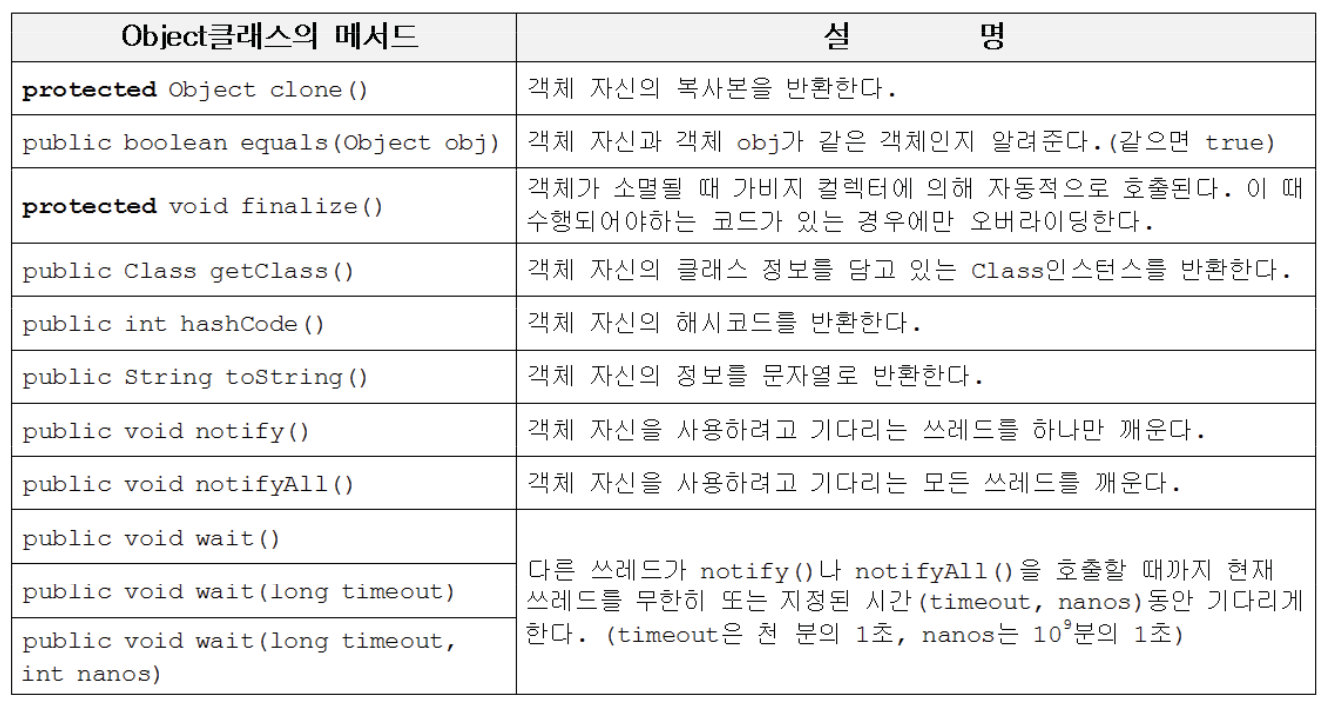 Object클래스의 메서드
설 명
protected Object clone()
객체 자신의 복사본을 반환한다.
public boolean equals(Object obj)
객체 자신과 객체 obj가 같은 객체인지 알려준다.(같으면 true)
protected void finalize()
객체가 소멸될 때 가비지 컬렉터에 의해 자동적으로 호출된다. 이 때
수행되어야하는 코드가 있는 경우에만 오버라이딩한다.
public Class getClass()
객체 자신의 클래스 정보를 담고 있는 Class인스턴스를 반환한다.
public int hashCode()
객체 자신의 해시코드를 반환한다.
public String toString()
객체 자신의 정보를 문자열로 반환한다.
public void notify()
객체 자신을 사용하려고 기다리는 쓰레드를 하나만 깨운다.
public void notifyAll()
객체 자신을 사용하려고 기다리는 모든 쓰레드를 깨운다.
public void wait()
public void wait(long timeout)
public void wait(long timeout,
int nanos)
다른 쓰레드가 notify()나 notifyAll()을 호출할 때까지 현재
쓰레드를 무한히 또는 지정된 시간(timeout, nanos)동안 기다리게
한다. (timeout은 천 분의 1초, nanos는 10⁹분의 1초)